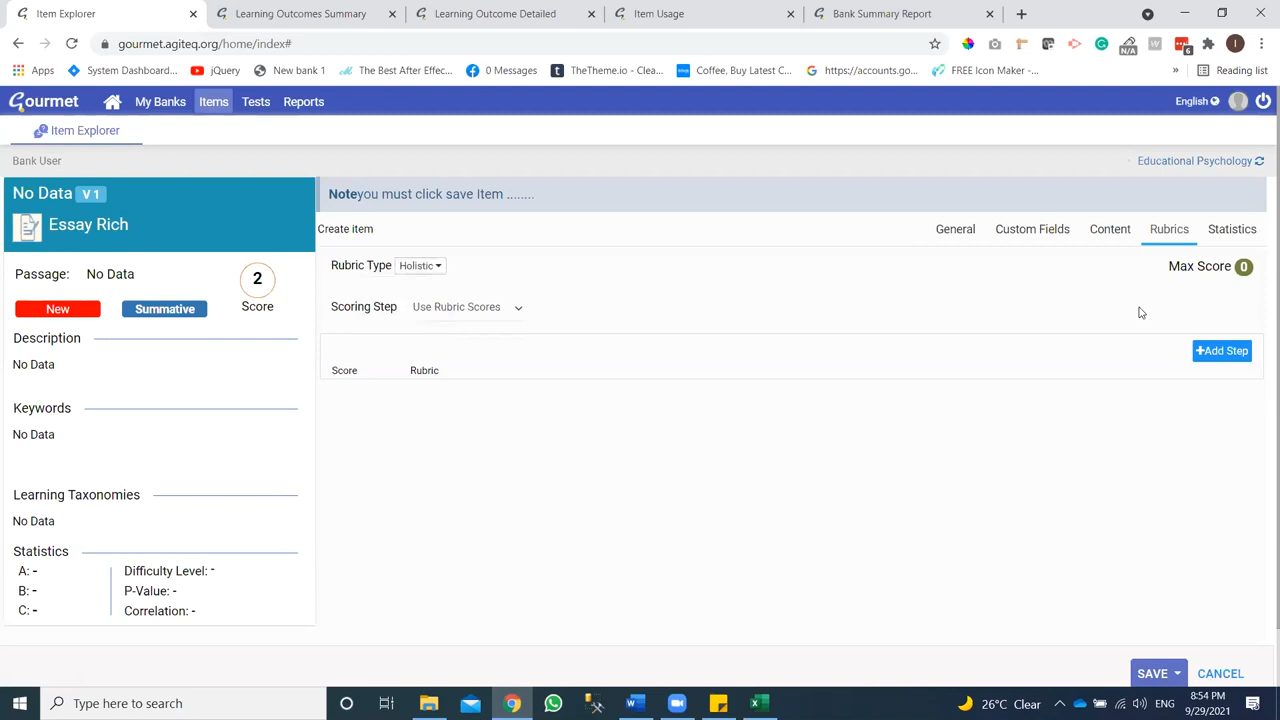 Item Explorer
Learning Outcomes Summary
Learning Outcome Detailed
Item Usage
Bank Summary Report
gourmet.agiteq.org/home/index#
N/A
6
I
Apps
System Dashboard...
jQuery
New bank 1
The Best After Effec...
0 Messages
TheTheme.io - Clea...
Coffee, Buy Latest C...
https://accounts.go...
FREE Icon Maker -...
»
Reading list
Gourmet
My Banks
Items
Tests
Reports
English
Item Explorer
Bank User
Educational Psychology
No Data V 1
Essay Rich
Passage: No Data
2
Score
New
Summative
Description
No Data
Keywords
No Data
Learning Taxonomies
No Data
Statistics
A: -
Difficulty Level: -
B: -
P-Value: -
C: -
Correlation: -
Noteyou must click save Item ........
Create item
General
Custom Fields
Content
Rubrics
Statistics
Rubric Type Holistic
Max Score 0
Scoring Step Use Rubric Scores
+Add Step
Score
Rubric
SAVE
CANCEL
Type here to search
26°C Clear
ENG
8:54 PM
9/29/2021